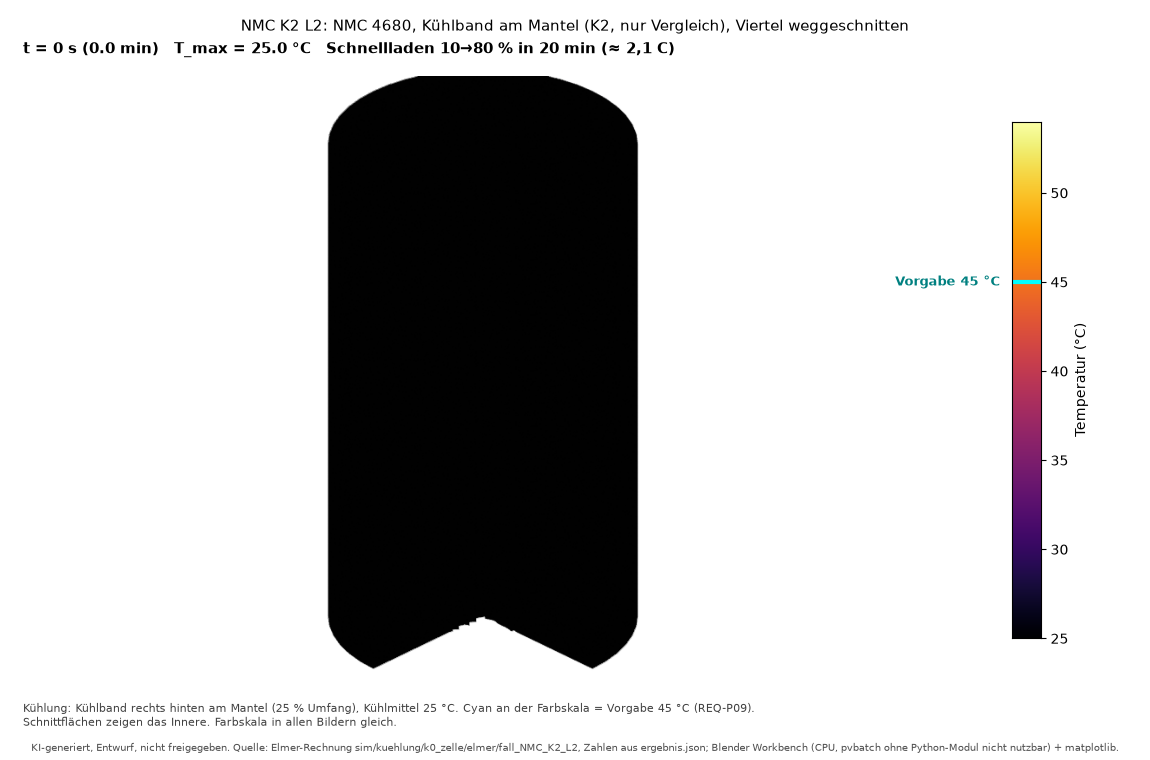 NMC K2 L2: NMC 4680, Kühlband am Mantel (K2, nur Vergleich), Viertel weggeschnitten
t = 0 s (0.0 min)   T_max = 25.0 °C   Schnellladen 10→80 % in 20 min (≈ 2,1 C)
50
Vorgabe 45 °C
45
40
35
30
25
Temperatur (°C)
Kühlung: Kühlband rechts hinten am Mantel (25 % Umfang), Kühlmittel 25 °C. Cyan an der Farbskala = Vorgabe 45 °C (REQ-P09).
Schnittflächen zeigen das Innere. Farbskala in allen Bildern gleich.
KI-generiert, Entwurf, nicht freigegeben. Quelle: Elmer-Rechnung sim/kuehlung/k0_zelle/elmer/fall_NMC_K2_L2, Zahlen aus ergebnis.json; Blender Workbench (CPU, pvbatch ohne Python-Modul nicht nutzbar) + matplotlib.